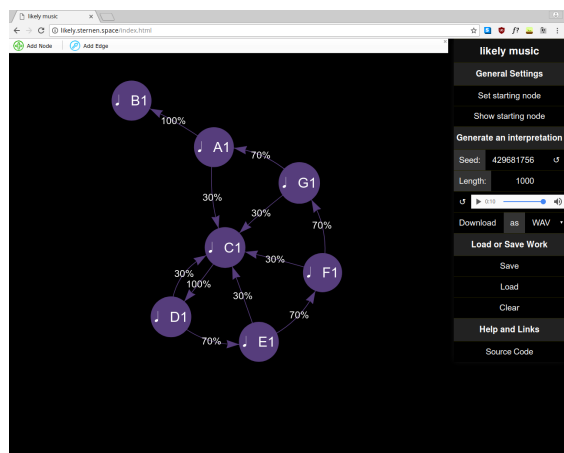 likely music
likely.sternen.space/index.html
Add Node
Add Edge
♩ B1
100%
♩ A1
70%
♩ G1
30%
30%
70%
♩ C1
30%
♩ F1
30%
100%
30%
70%
♩ D1
70%
♩ E1
likely music
General Settings
Set starting node
Show starting node
Generate an interpretation
Seed: 429681756
Length: 1000
0:18
Download as WAV
Load or Save Work
Save
Load
Clear
Help and Links
Source Code